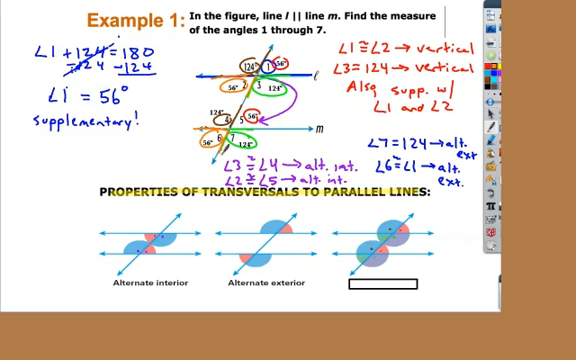 Example 1: In the figure, line l || line m. Find the measure
of the angles 1 through 7.
∠1 + 124 = 180
-124 -124
∠1 = 56°
supplementary!
124° 1 56°
56° 2 3 124°
l
124° 4 5 56°
56° 6 7 124°
m
∠1 ≅ ∠2 → vertical
∠3 = 124 → vertical
Also supp. w/
∠1 and ∠2
∠7 = 124 → alt.
ext
∠6 ≅ ∠1 → alt.
ext.
∠3 ≅ ∠4 → alt. int.
∠2 ≅ ∠5 → alt. int.
PROPERTIES OF TRANSVERSALS TO PARALLEL LINES:
Alternate interior
Alternate exterior